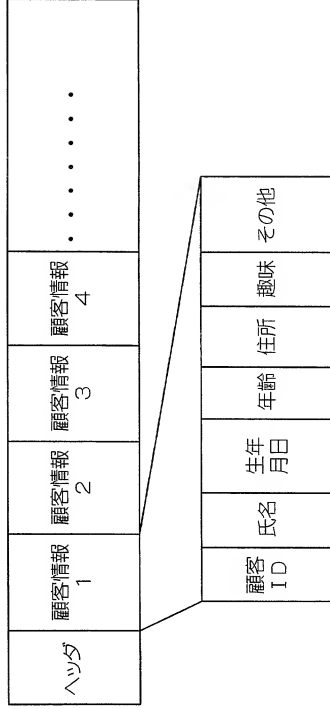 ヘッダ
顧客情報
1
顧客情報
2
顧客情報
3
顧客情報
4
・・・・・・・
顧客
ID
氏名
生年
月日
年齢
住所
趣味
その他